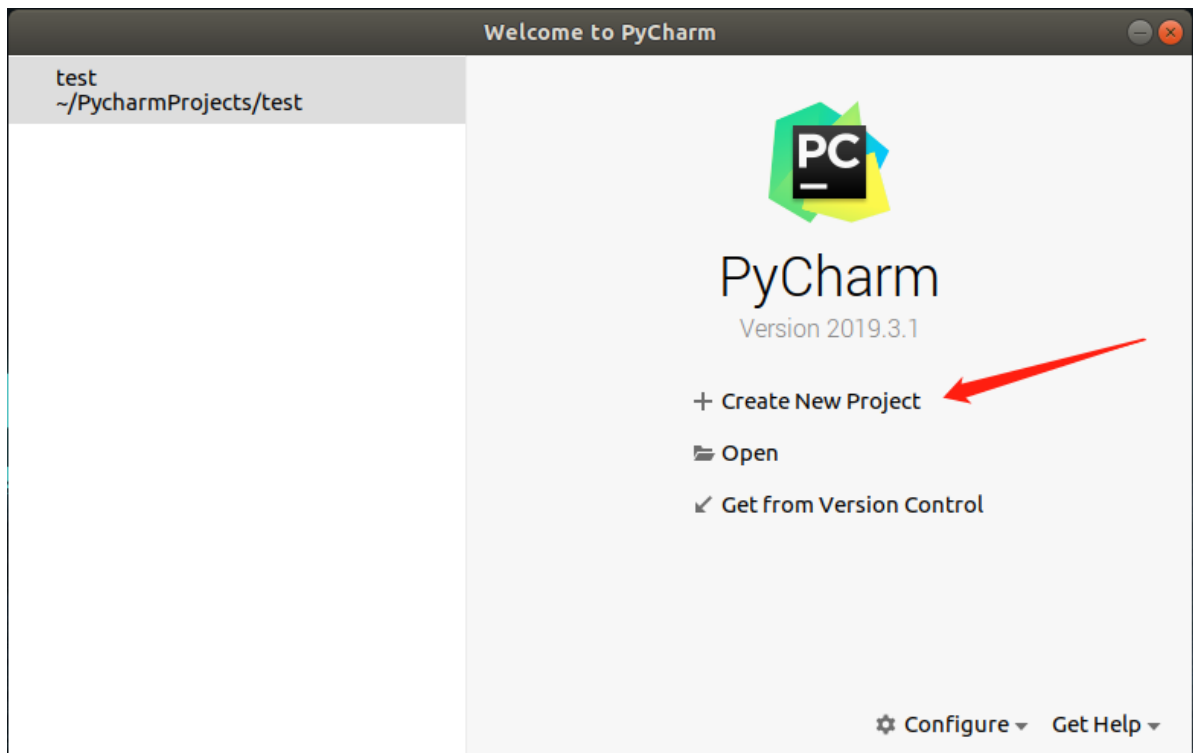 Welcome to PyCharm
test
~/PycharmProjects/test
PC
PyCharm
Version 2019.3.1
Create New Project
Open
Get from Version Control
Configure
Get Help